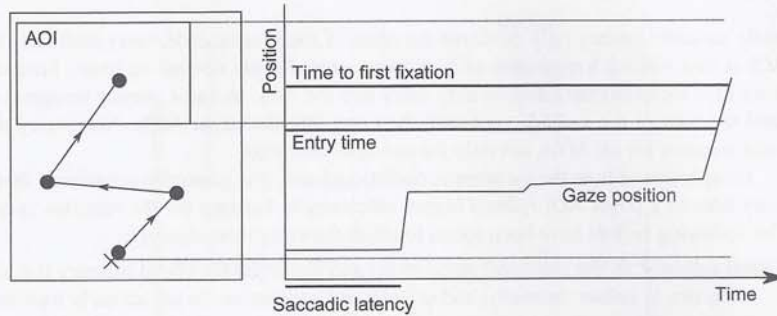 AOI
Position
Time to first fixation
Entry time
Gaze position
Time
Saccadic latency